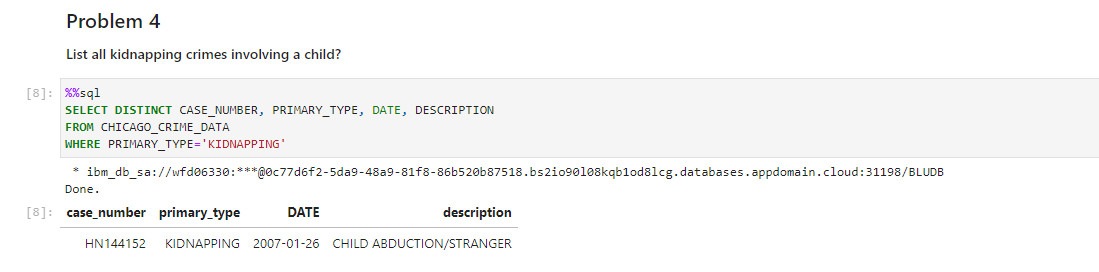 Problem 4
List all kidnapping crimes involving a child?
[8]: %%sql
SELECT DISTINCT CASE_NUMBER, PRIMARY_TYPE, DATE, DESCRIPTION
FROM CHICAGO_CRIME_DATA
WHERE PRIMARY_TYPE='KIDNAPPING'
* ibm_db_sa://wfd06330:***@0c77d6f2-5da9-48a9-81f8-86b520b87518.bs2io90l08kqb1od8lcg.databases.appdomain.cloud:31198/BLUDB
Done.
[8]: case_number primary_type DATE description
HN144152 KIDNAPPING 2007-01-26 CHILD ABDUCTION/STRANGER